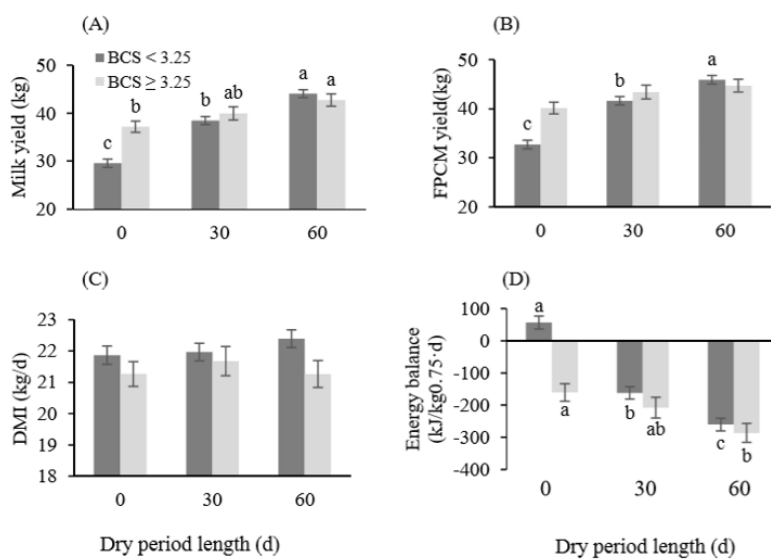 (A)
BCS < 3.25
BCS ≥ 3.25
Milk yield (kg)
50
40
30
20
c
b
b
ab
a
a
0
30
60
(B)
FPCM yield(kg)
50
40
30
20
c
b
a
0
30
60
(C)
DMI (kg/d)
23
22
21
20
19
18
0
30
60
Dry period length (d)
(D)
Energy balance
(kJ/kg0.75·d)
100
0
-100
-200
-300
-400
a
a
b
ab
c
b
0
30
60
Dry period length (d)